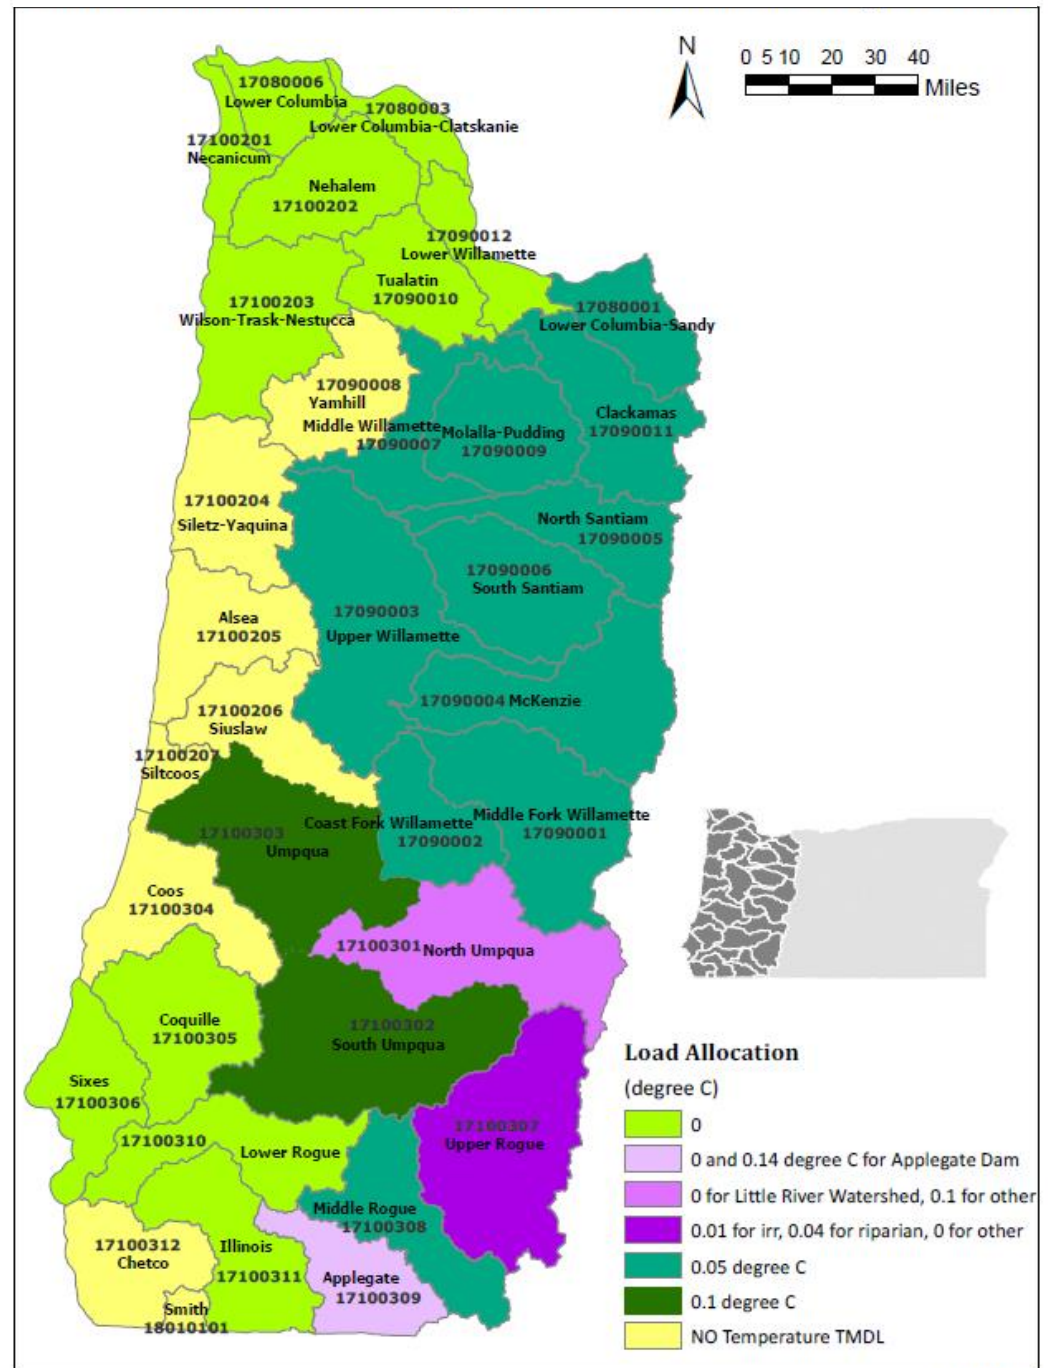 N
0 5 10 20 30 40
Miles
17080006
Lower Columbia
17080003
Lower Columbia-Clatskanie
17100201
Necanicum
Nehalem
17100202
17090012
Lower Willamette
Tualatin
17090010
17100203
Wilson-Trask-Nestucca
17080001
Lower Columbia-Sandy
17090008
Yamhill
Middle Willamette
17090007
Molalla-Pudding
17090009
Clackamas
17090011
17100204
Siletz-Yaquina
North Santiam
17090005
17090006
South Santiam
Alsea
17100205
17090003
Upper Willamette
17090004 McKenzie
17100206
Siuslaw
17100207
Siltcoos
17100303
Umpqua
Coast Fork Willamette
17090002
Middle Fork Willamette
17090001
Coos
17100304
17100301 North Umpqua
Coquille
17100305
17100302
South Umpqua
Sixes
17100306
17100310
Lower Rogue
17100307
Upper Rogue
Middle Rogue
17100308
17100312
Chetco
Illinois
17100311
Applegate
17100309
Smith
18010101
Load Allocation
(degree C)
0
0 and 0.14 degree C for Applegate Dam
0 for Little River Watershed, 0.1 for other
0.01 for irr, 0.04 for riparian, 0 for other
0.05 degree C
0.1 degree C
NO Temperature TMDL